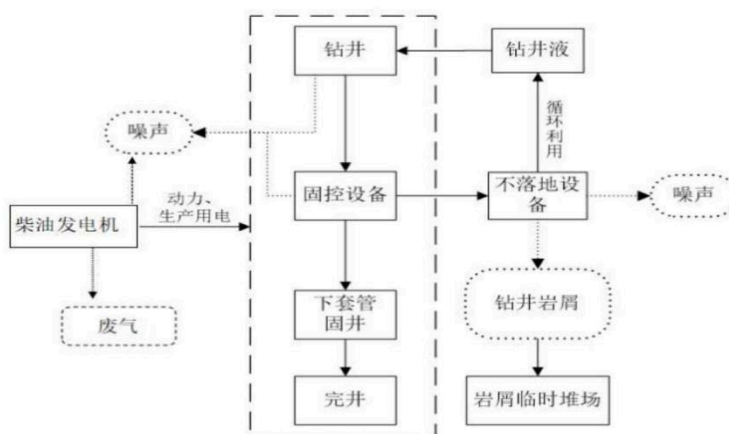 钻井
钻井液
噪声
循环利用
固控设备
不落地设
备
噪声
柴油发电机
动力、
生产用电
废气
下套管
固井
钻井岩屑
完井
岩屑临时堆场